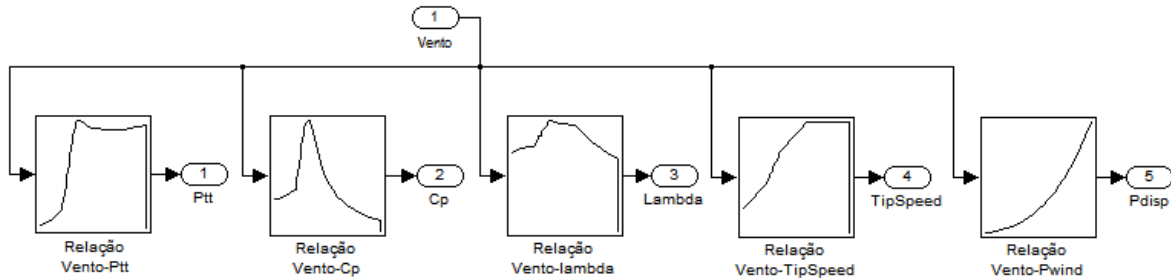 1
Vento
1
Ptt
2
Cp
3
Lambda
4
TipSpeed
5
Pdisp
Relação
Vento-Ptt
Relação
Vento-Cp
Relação
Vento-lambda
Relação
Vento-TipSpeed
Relação
Vento-Pwind